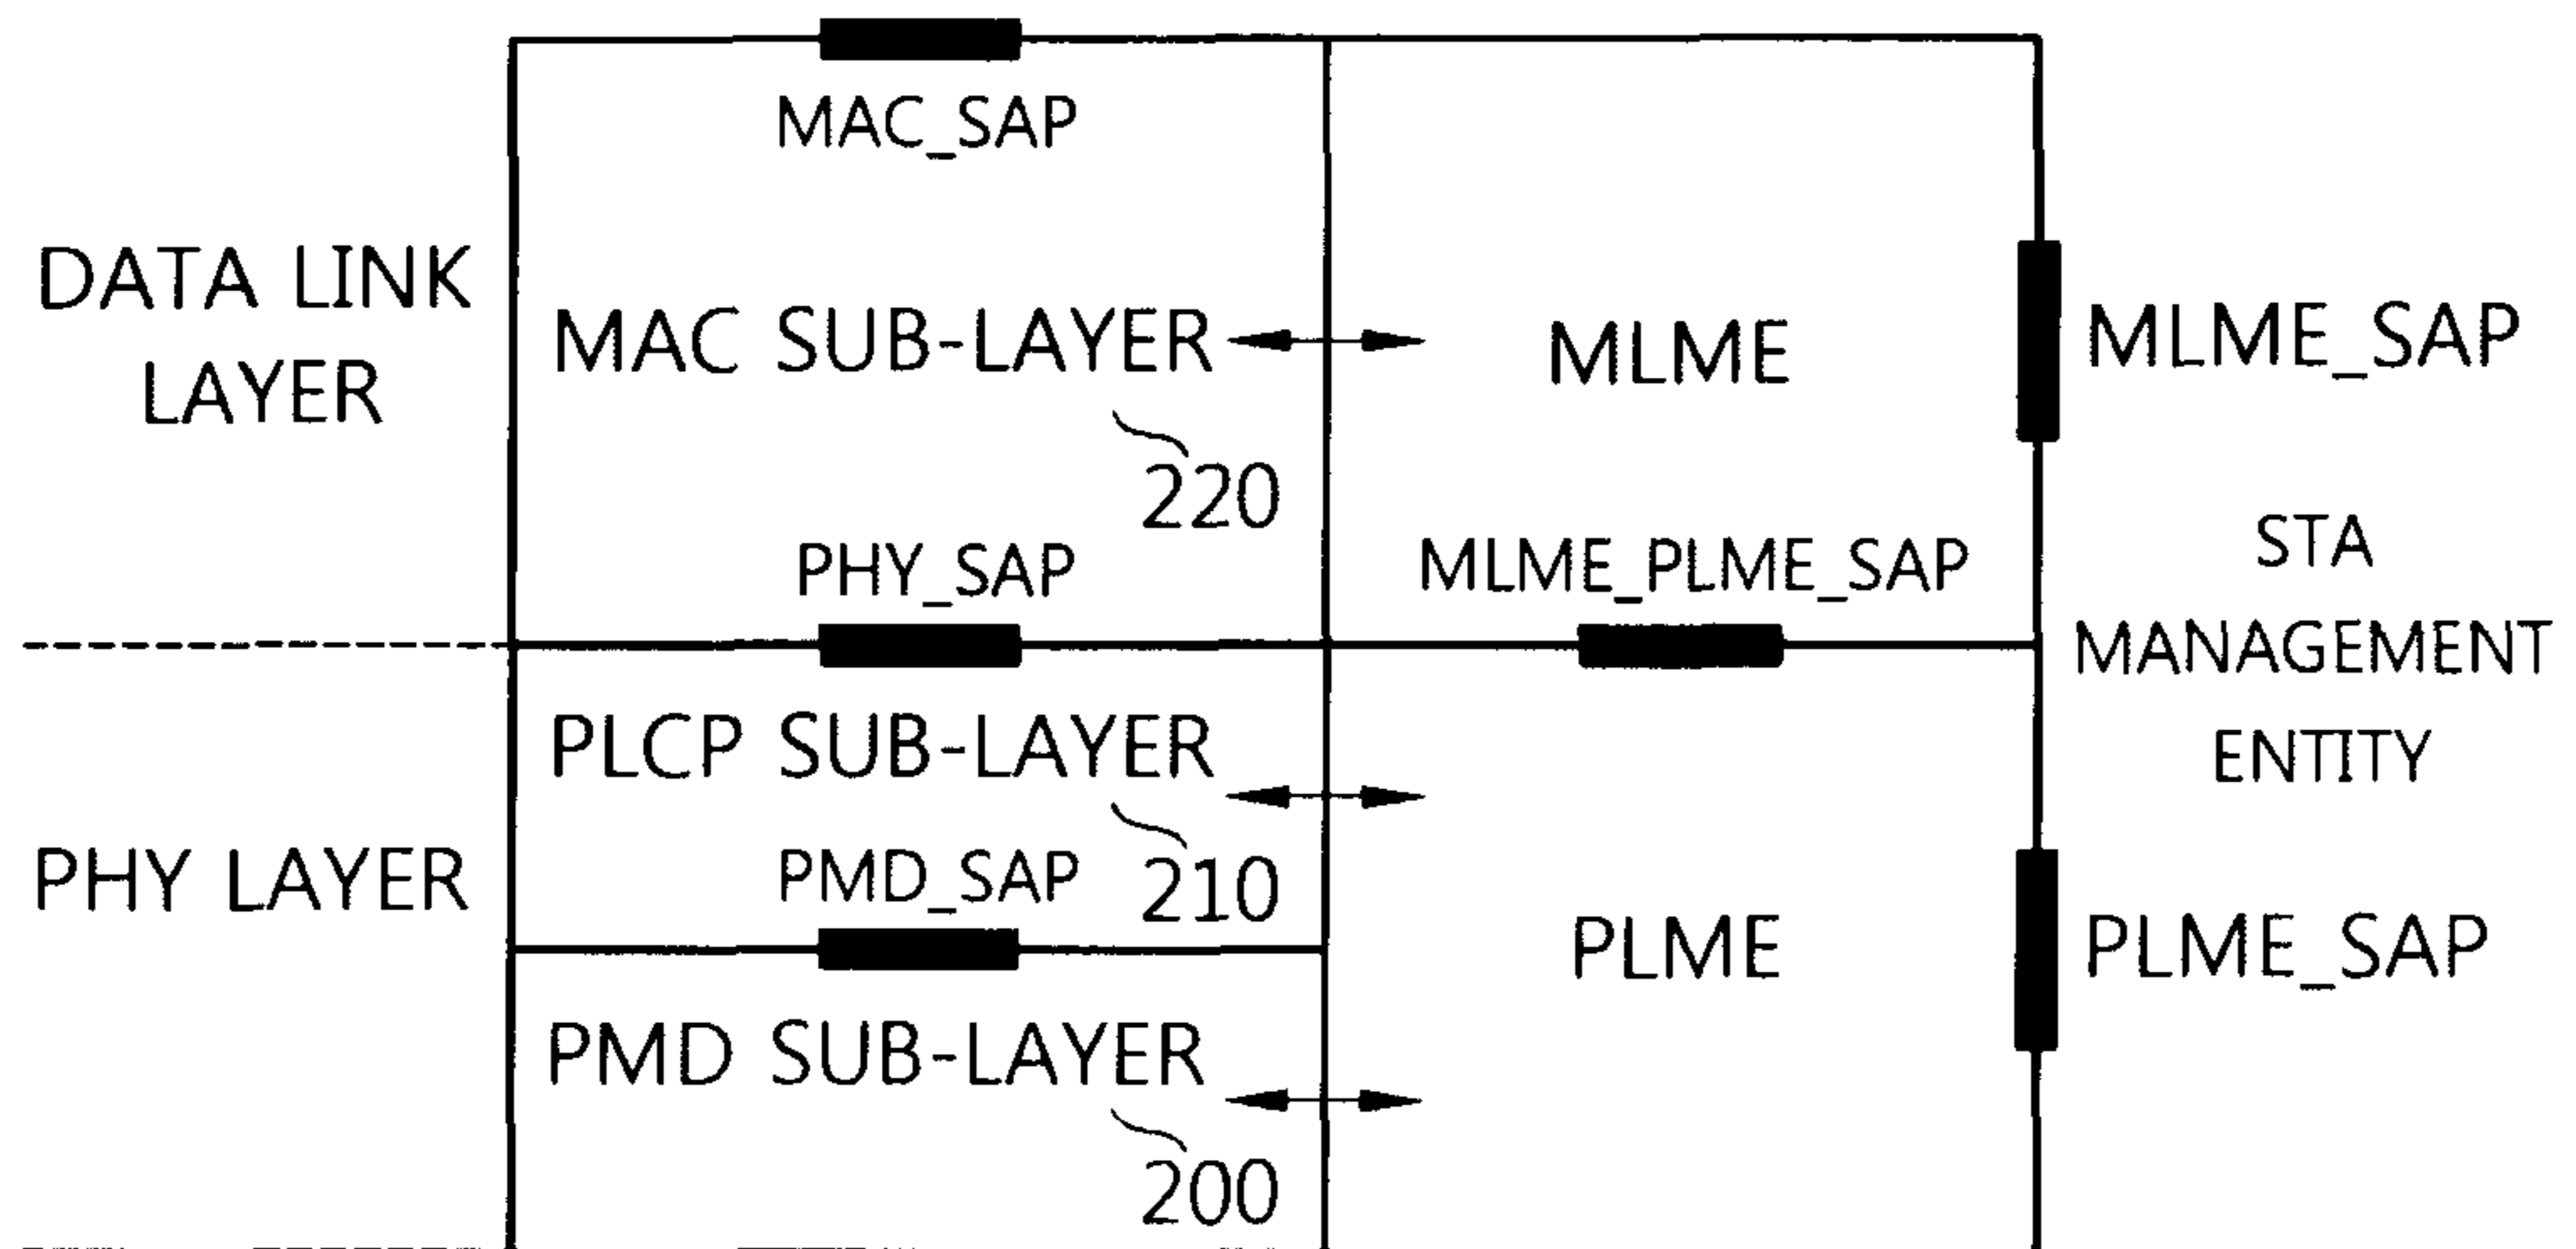 MAC_SAP
DATA LINK
LAYER
MAC SUB-LAYER
220
MLME
MLME_SAP
PHY_SAP
MLME_PLME_SAP
STA
MANAGEMENT
ENTITY
PLCP SUB-LAYER
210
PHY LAYER
PMD_SAP
PLME
PLME_SAP
PMD SUB-LAYER
200